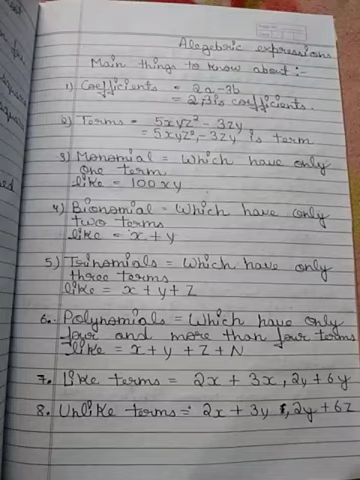 Alegebric expressions
Main things to know about :-
1) Coefficients = 2a-3b
= 2,3 is coefficients.
2) Terms = 5xyz² - 3zy
= 5xyz² - 3zy is term
3) Monomial = Which have only
one term
like = 100xy
4) Bionomial = Which have only
two terms
like = x + y
5) Trinomials = Which have only
three terms
like = x + y + z
6. Polynomials = Which have only
four and more than four terms
like = x + y + z + N
7. Like terms = 2x + 3x, 2y + 6y
8. Unlike terms = 2x + 3y , 2y + 6z